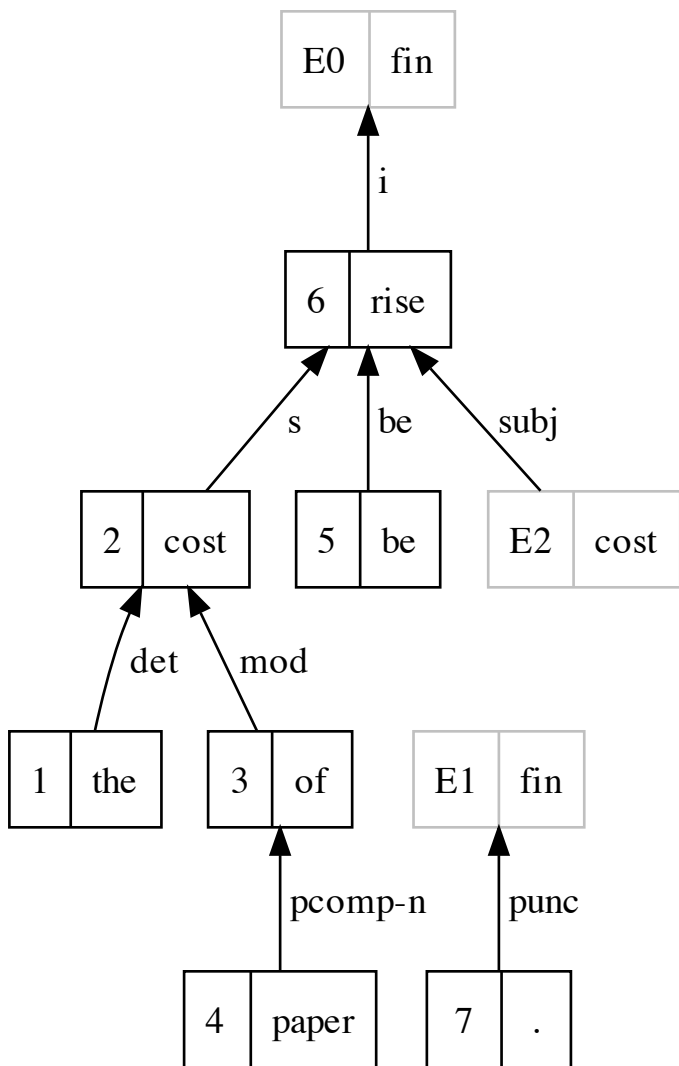 E0 fin
i
6 rise
s be subj
2 cost 5 be E2 cost
det mod
1 the 3 of E1 fin
pcomp-n punc
4 paper 7 .